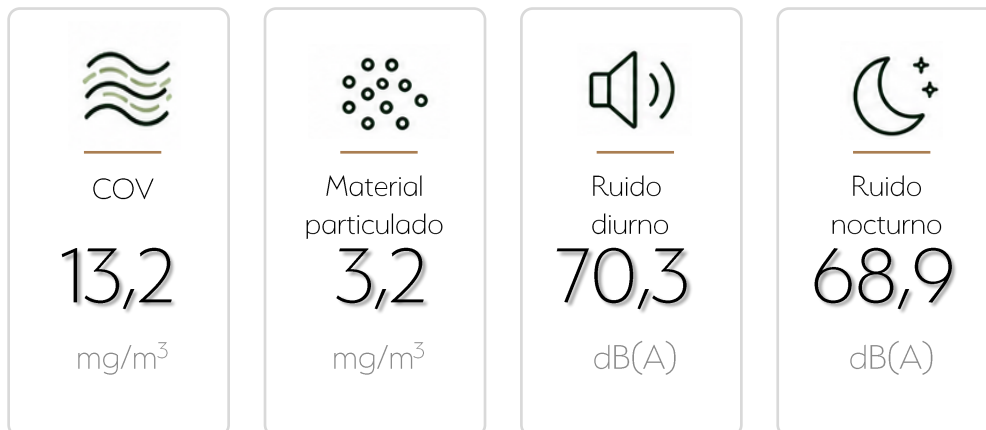 COV
13,2
mg/m³
Material
particulado
3,2
mg/m³
Ruido
diurno
70,3
dB(A)
Ruido
nocturno
68,9
dB(A)